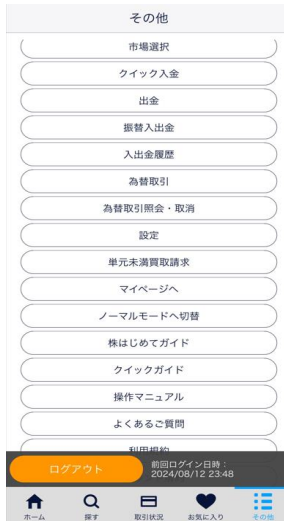 その他
市場選択
クイック入金
出金
振替入出金
入出金履歴
為替取引
為替取引照会・取消
設定
単元未満買取請求
マイページへ
ノーマルモードへ切替
株はじめてガイド
クイックガイド
操作マニュアル
よくあるご質問
利用規約
ログアウト
前回ログイン日時：
2024/08/12 23:48
ホーム
探す
取引状況
お気に入り
その他